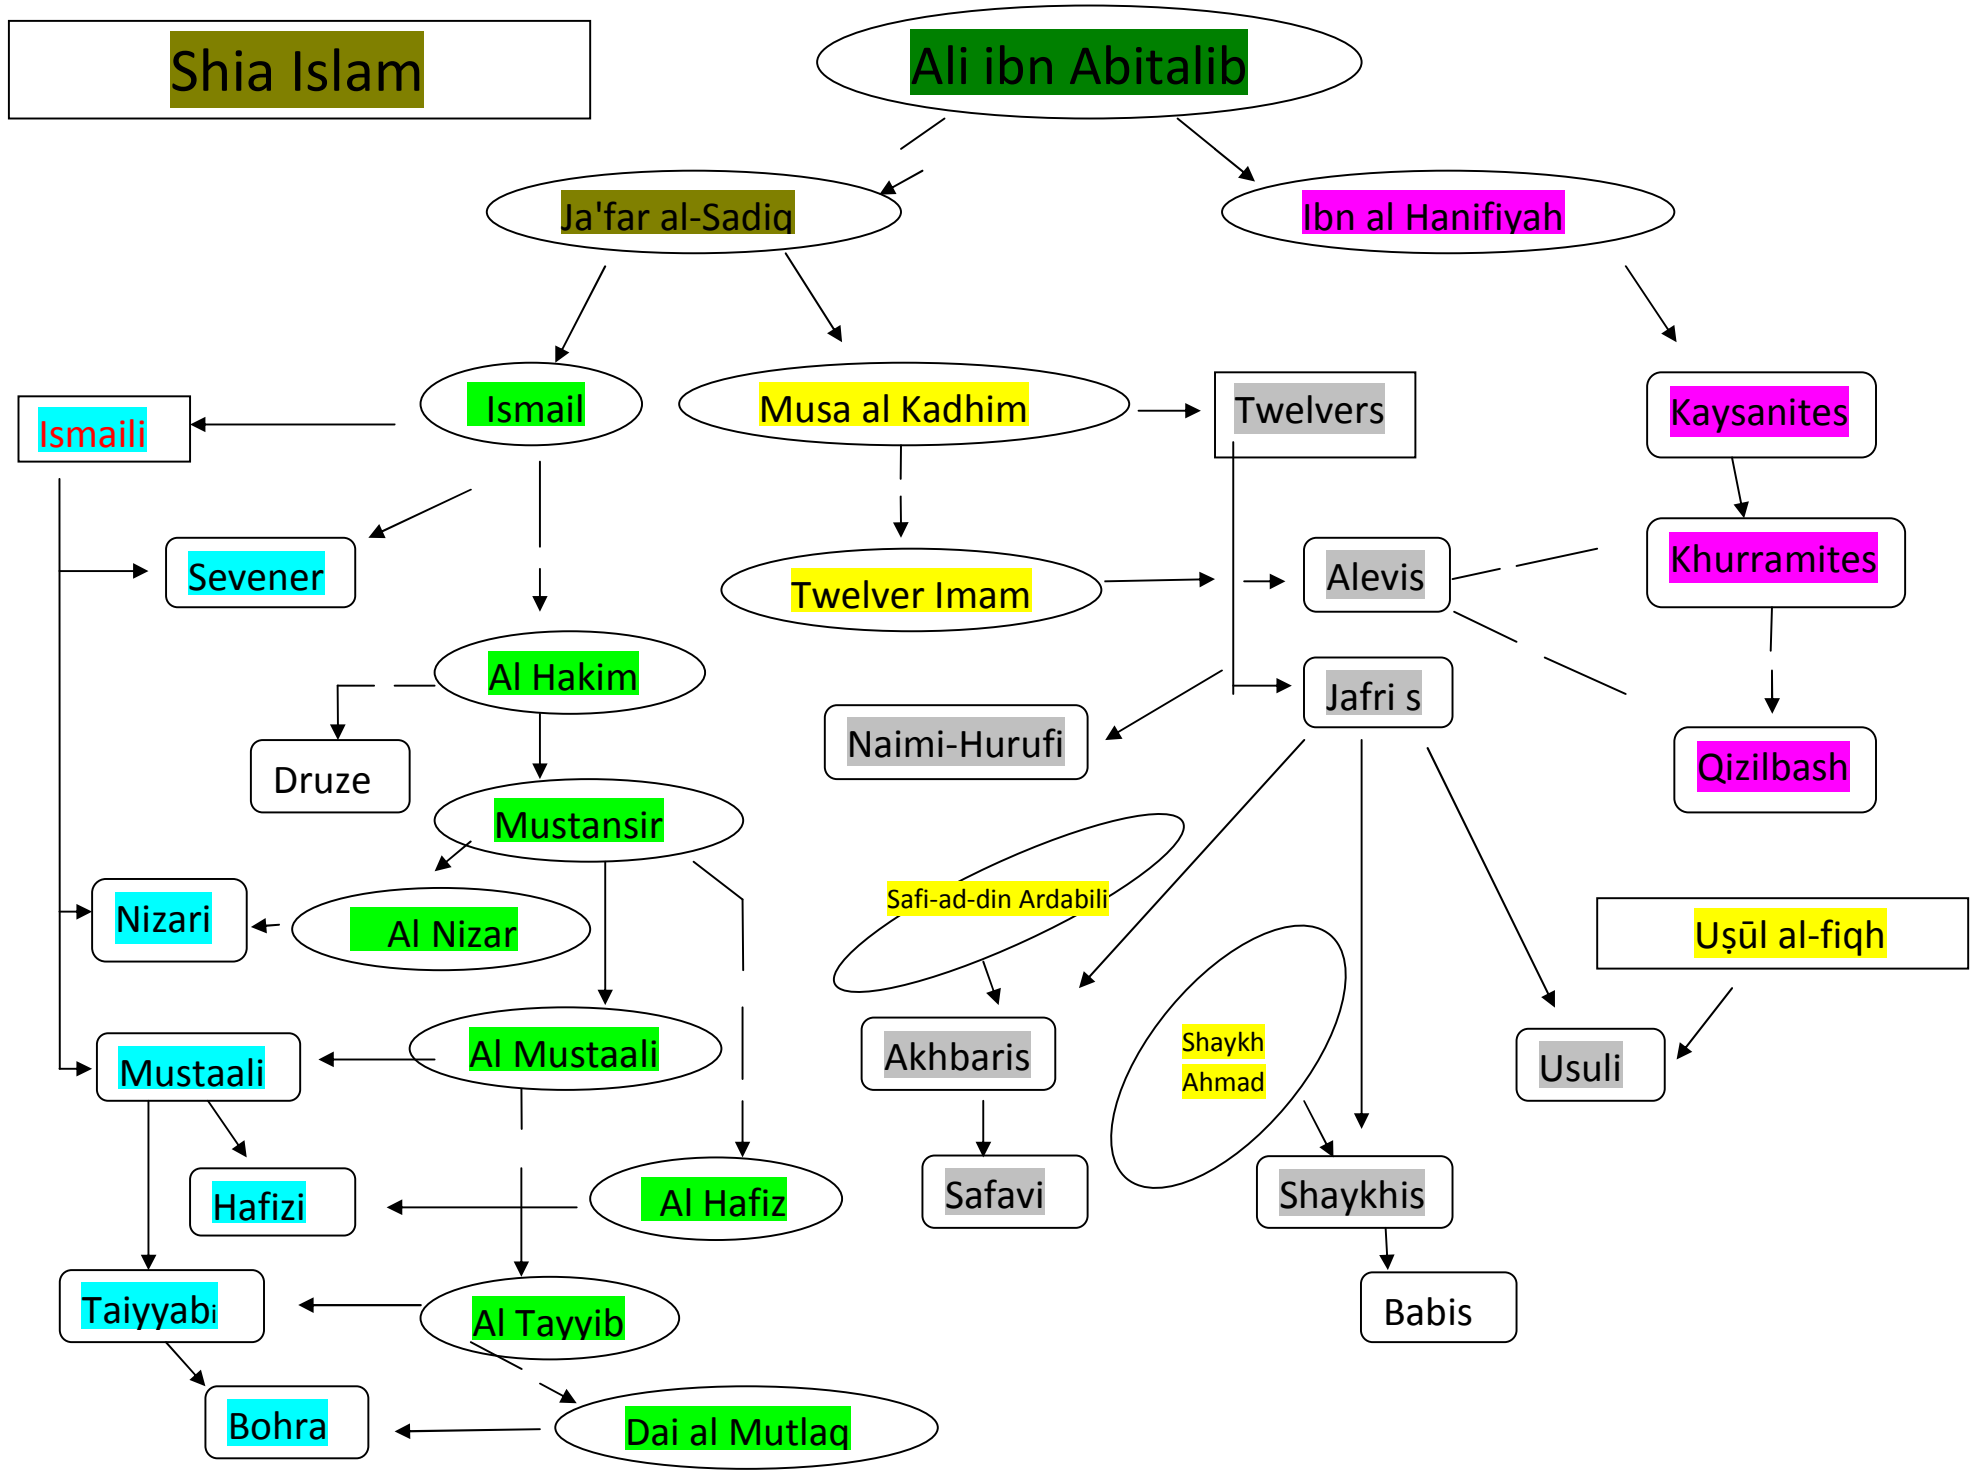 Shia Islam
Ali ibn Abitalib
Ja'far al-Sadiq
Ibn al Hanifiyah
Ismaili
Ismail
Musa al Kadhim
Twelvers
Kaysanites
Sevener
Twelver Imam
Alevis
Khurramites
Al Hakim
Jafri s
Druze
Naimi-Hurufi
Qizilbash
Mustansir
Safi-ad-din Ardabili
Nizari
Al Nizar
Uṣūl al-fiqh
Mustaali
Al Mustaali
Akhbaris
Shaykh
Ahmad
Usuli
Hafizi
Al Hafiz
Safavi
Shaykhis
Taiyyabi
Al Tayyib
Babis
Bohra
Dai al Mutlaq